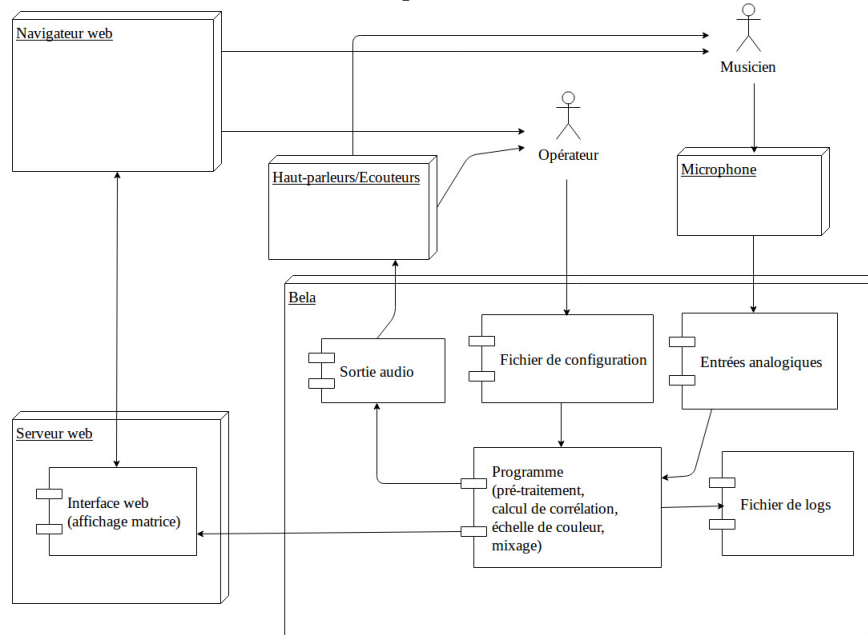 Navigateur web
Musicien
Opérateur
Haut-parleurs/Ecouteurs
Microphone
Bela
Sortie audio
Fichier de configuration
Entrées analogiques
Serveur web
Interface web
(affichage matrice)
Programme
(pré-traitement,
calcul de corrélation,
échelle de couleur,
mixage)
Fichier de logs